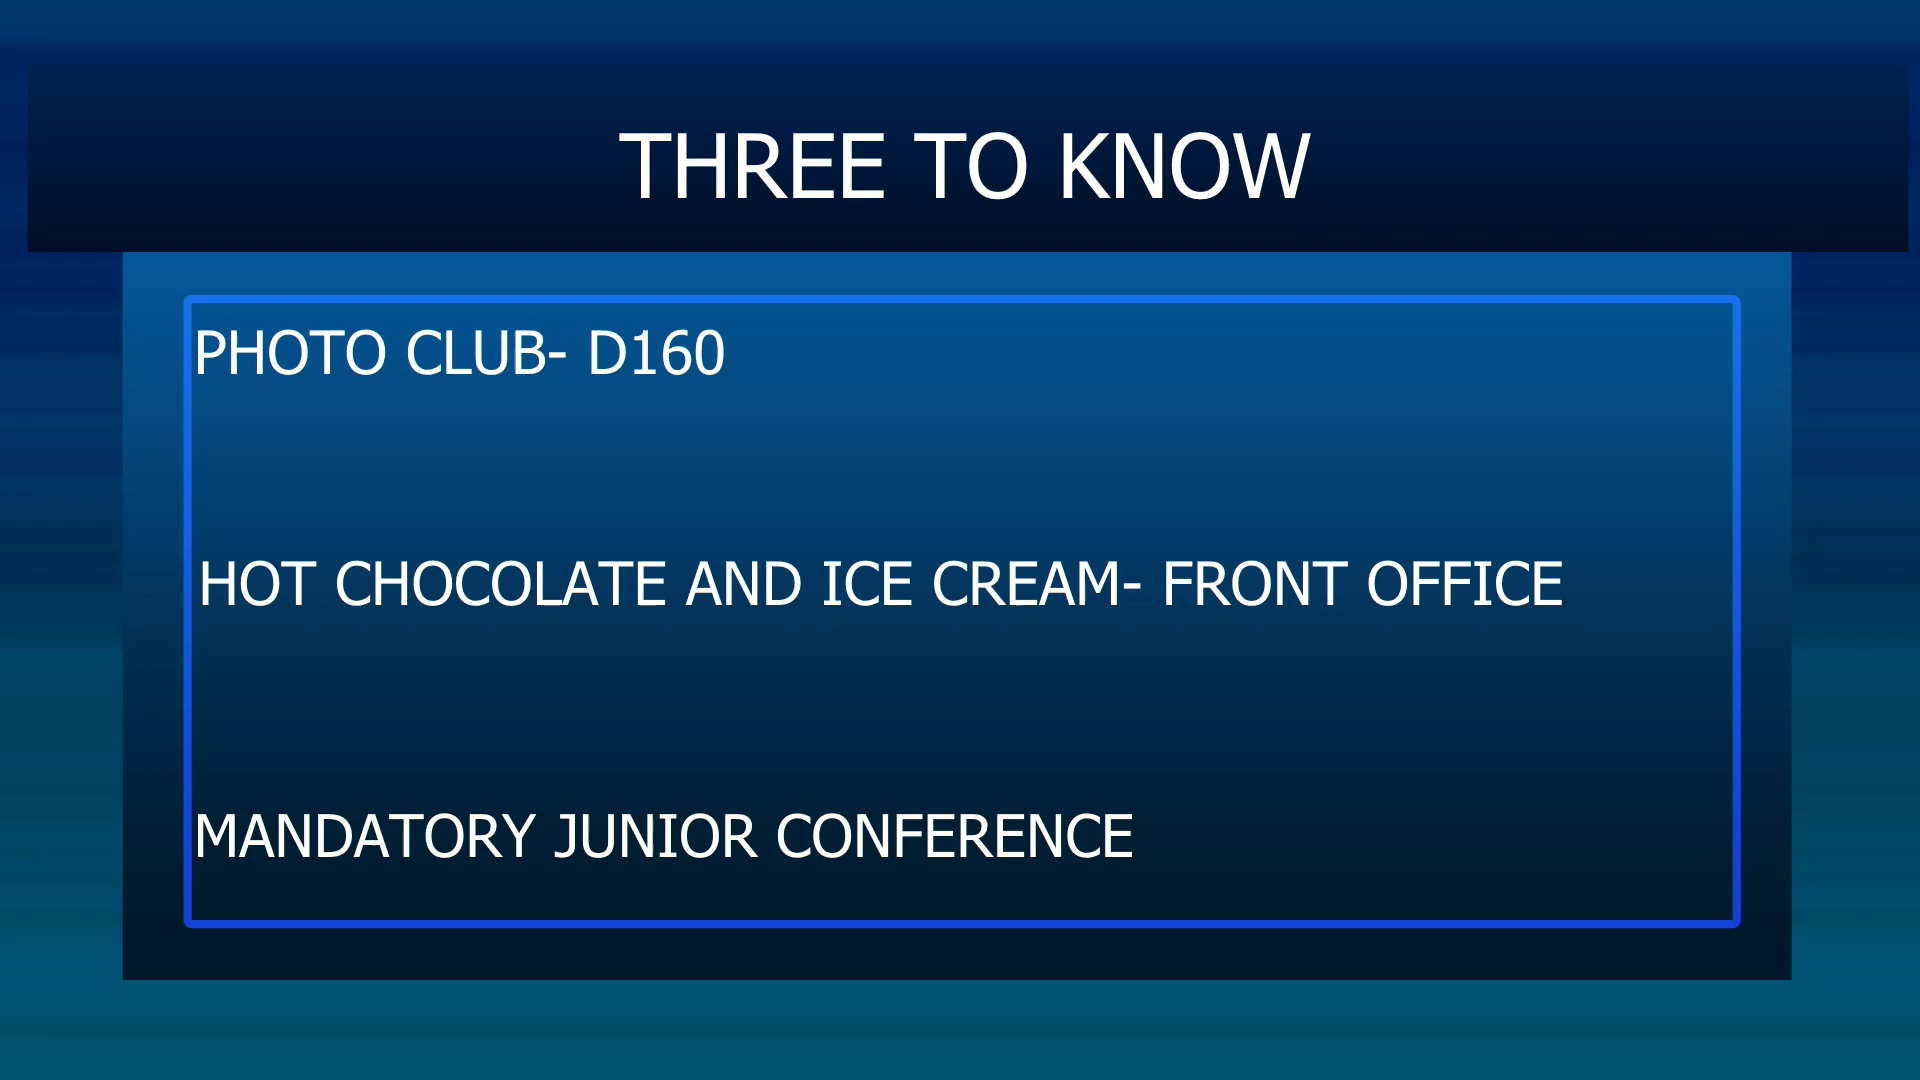 THREE TO KNOW
PHOTO CLUB- D160
HOT CHOCOLATE AND ICE CREAM- FRONT OFFICE
MANDATORY JUNIOR CONFERENCE